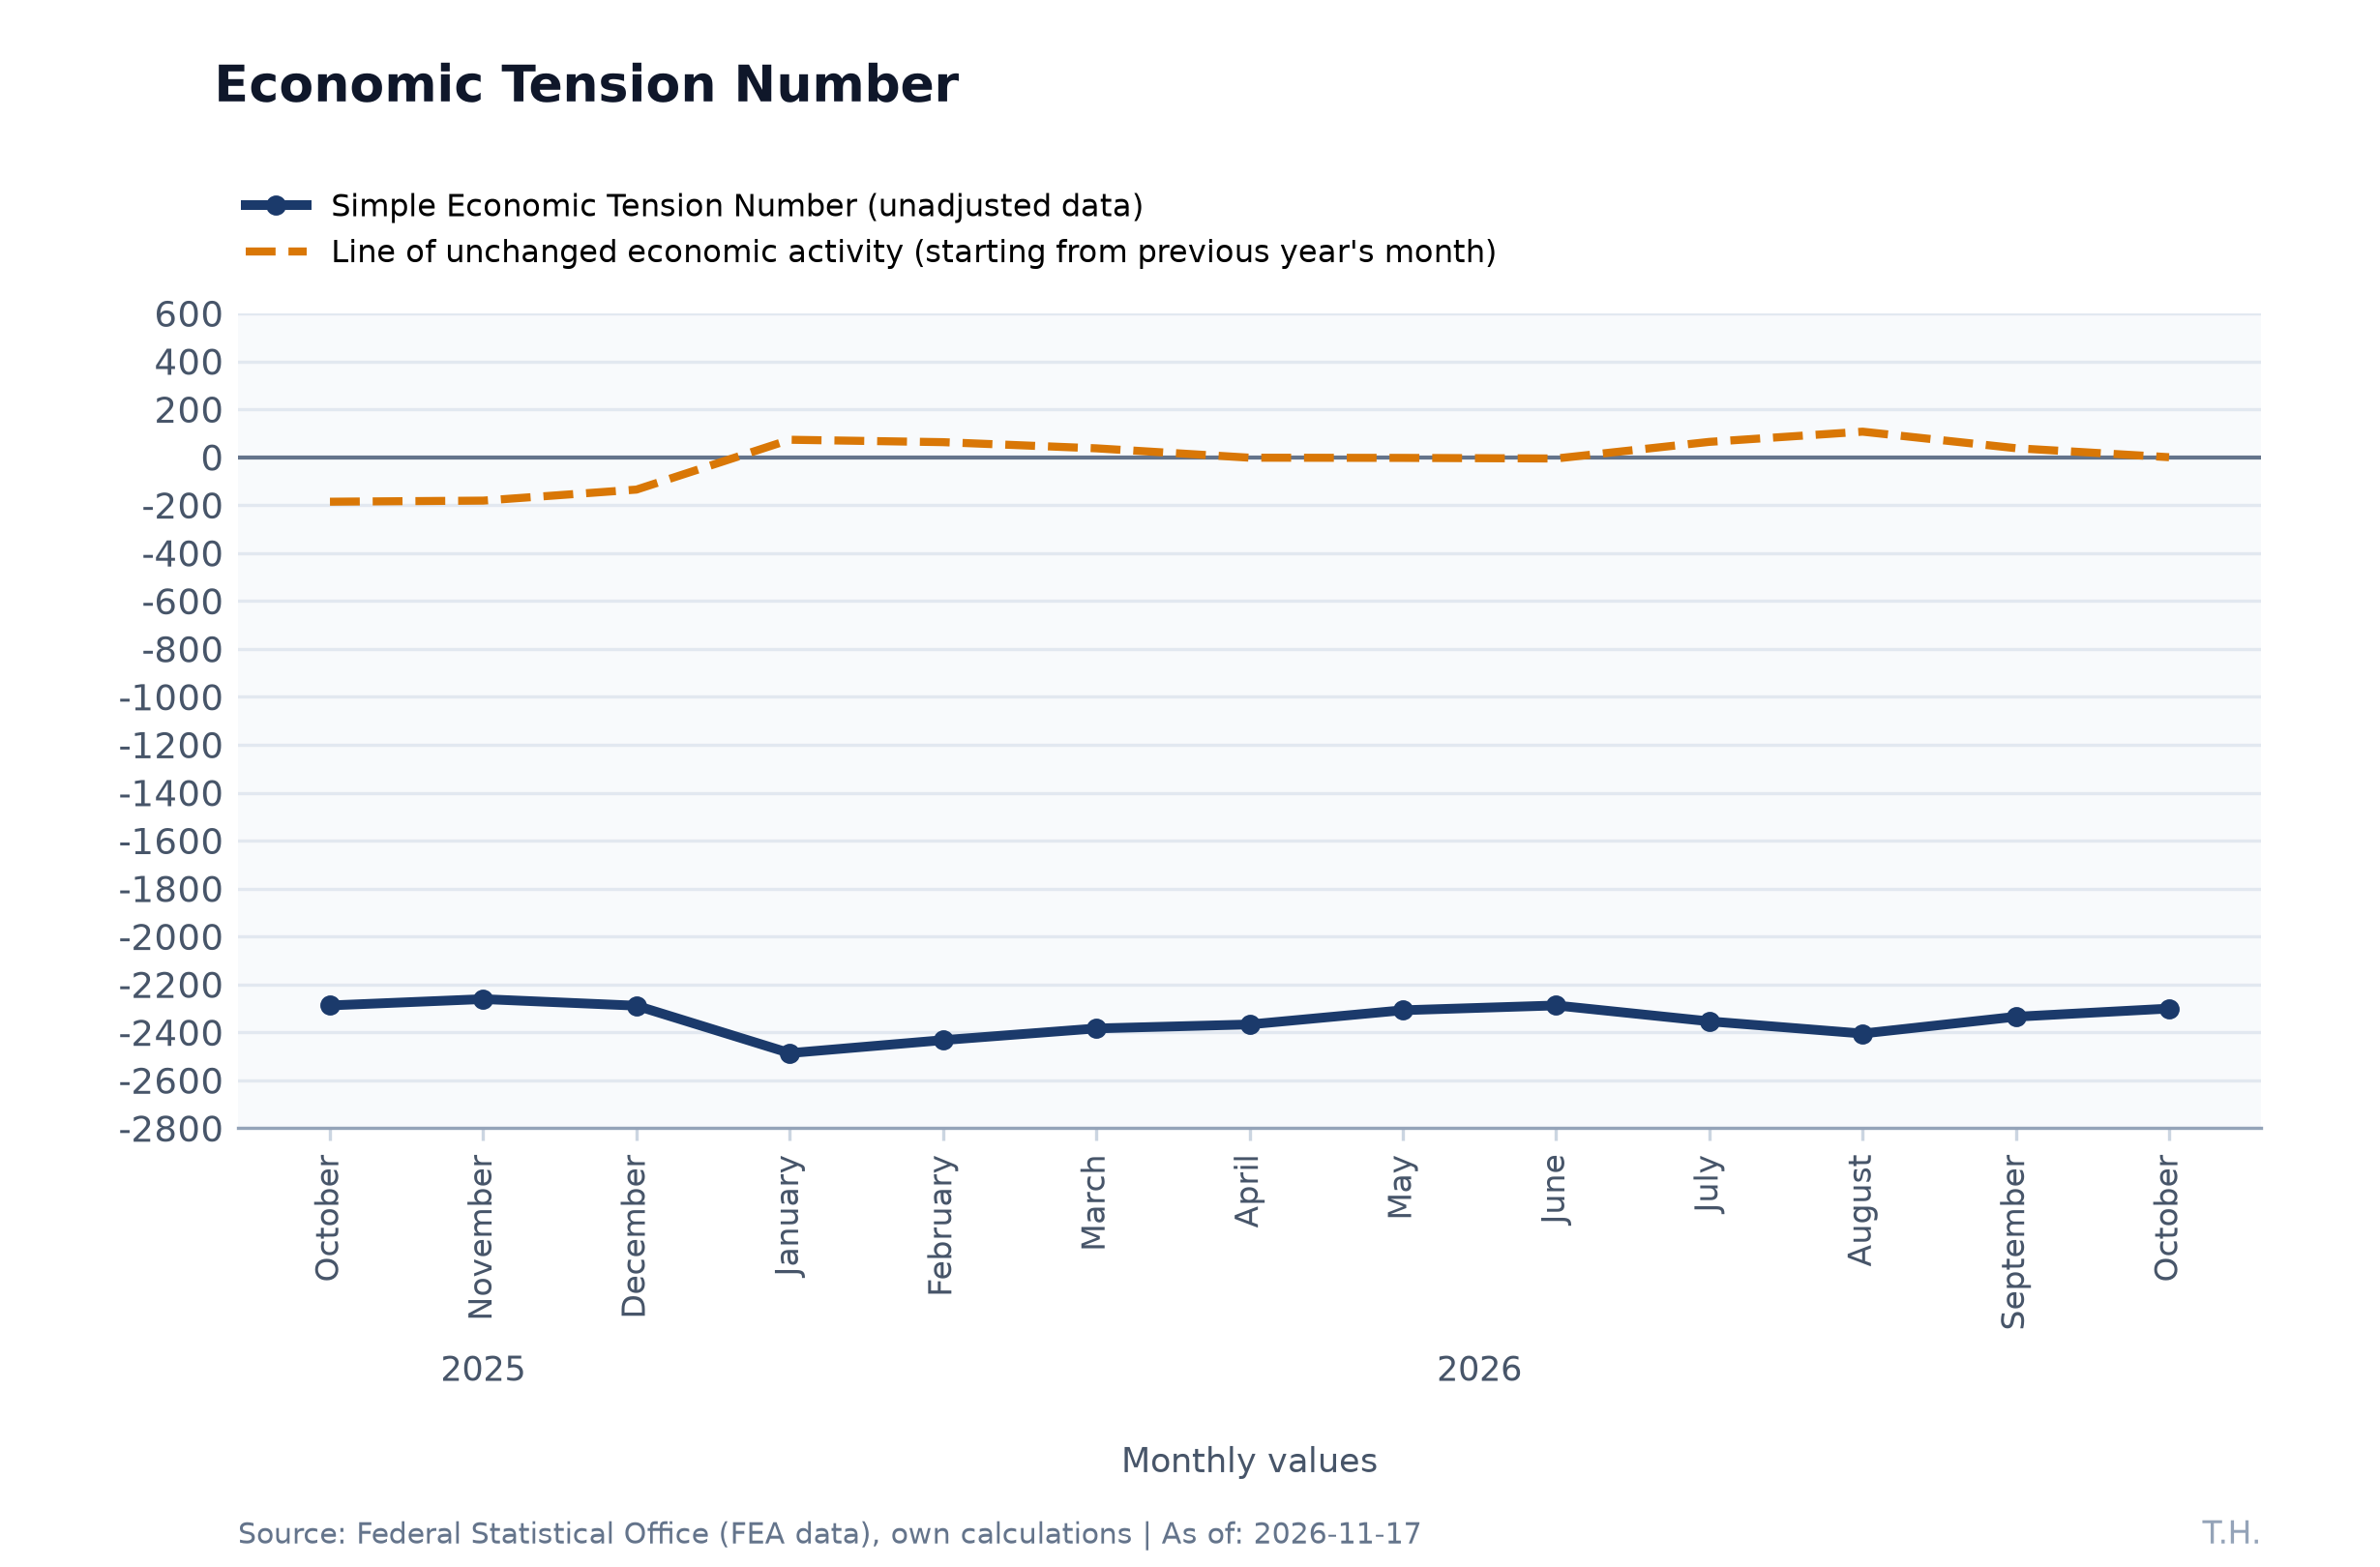 Economic Tension Number
Simple Economic Tension Number (unadjusted data)
Line of unchanged economic activity (starting from previous year's month)
600
400
200
0
-200
-400
-600
-800
-1000
-1200
-1400
-1600
-1800
-2000
-2200
-2400
-2600
-2800
October
November
December
January
February
March
April
May
June
July
August
September
October
2025
2026
Monthly values
Source: Federal Statistical Office (FEA data), own calculations | As of: 2026-11-17
T.H.